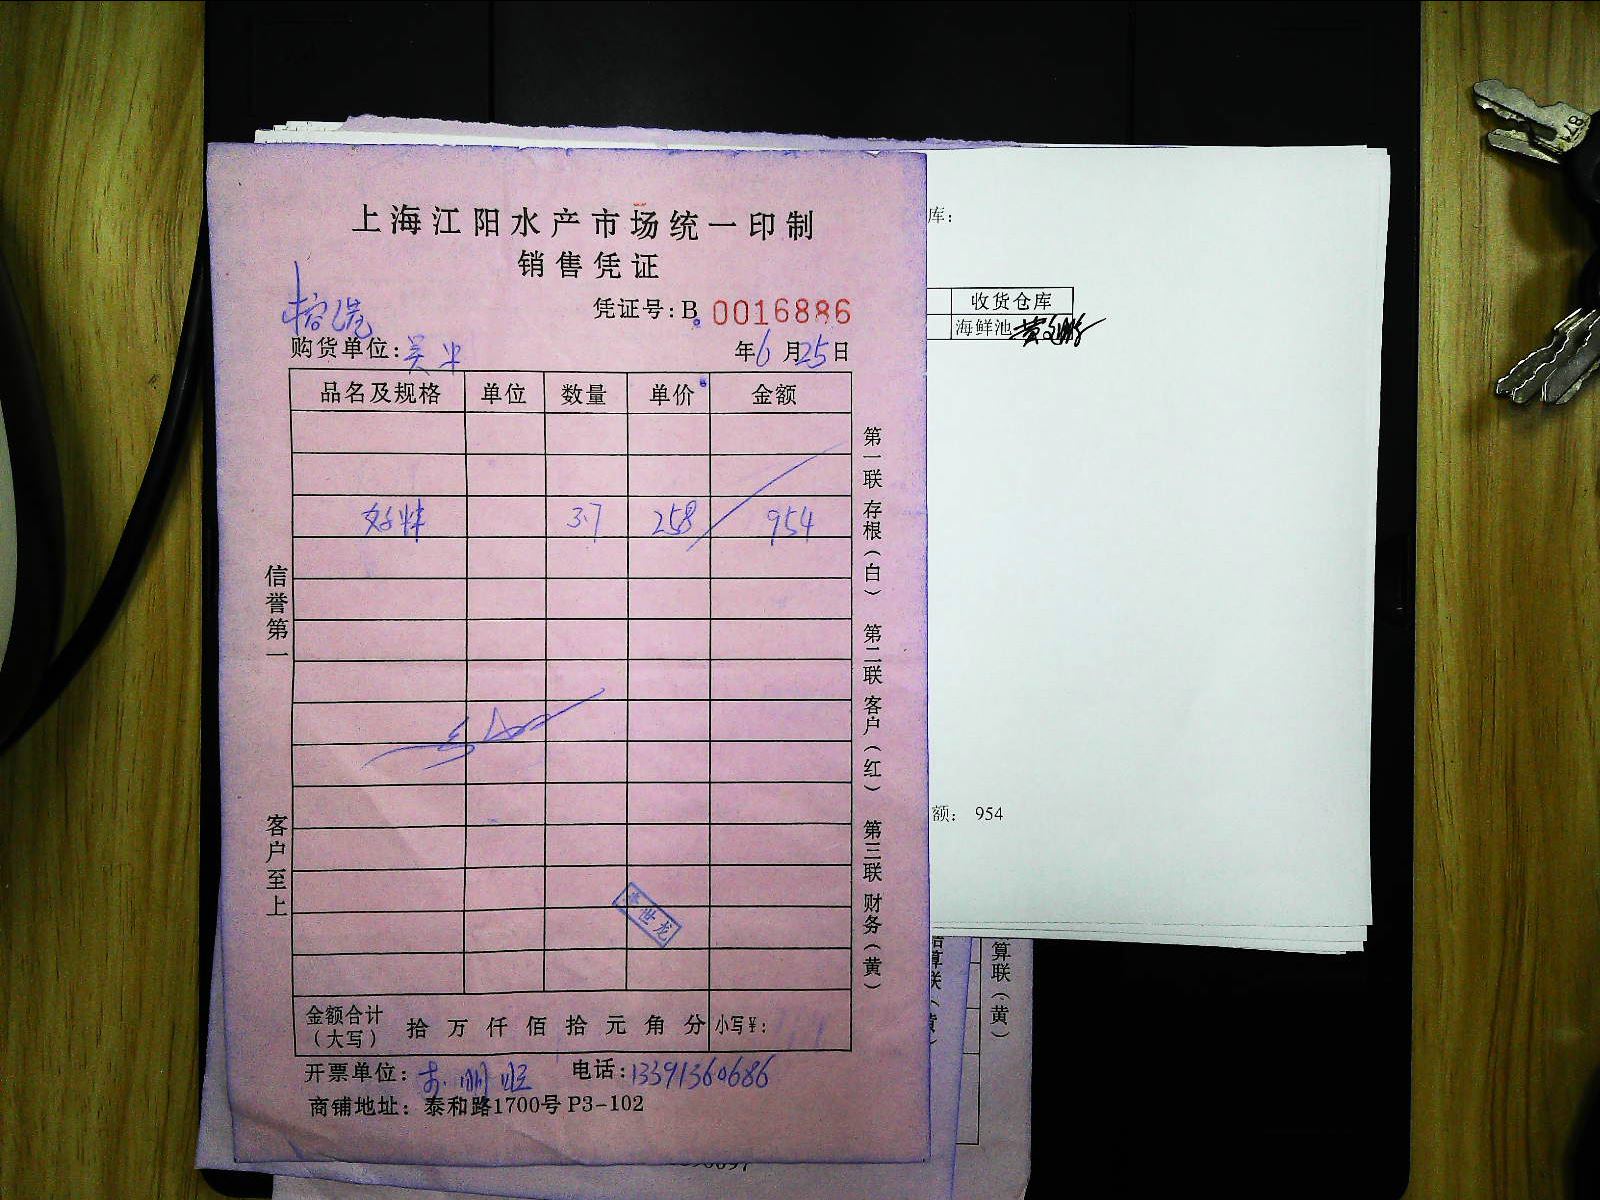 上海江阳水产市场统一印制
销售凭证
凭证号:B 0016886
购货单位:
年6月25日
品名及规格 单位 数量 单价 金额
3.7 258 954
信誉第一
客户至上
第一联 存根(白) 第二联 客户(红) 第三联 财务(黄)
世龙
金额合计(大写) 拾 万 仟 佰 拾 元 角 分 小写¥:
开票单位: 电话:13391360686
商铺地址: 泰和路1700号 P3-102
库:
收货仓库
海鲜池
额: 954
算联(黄)
算联(黄)